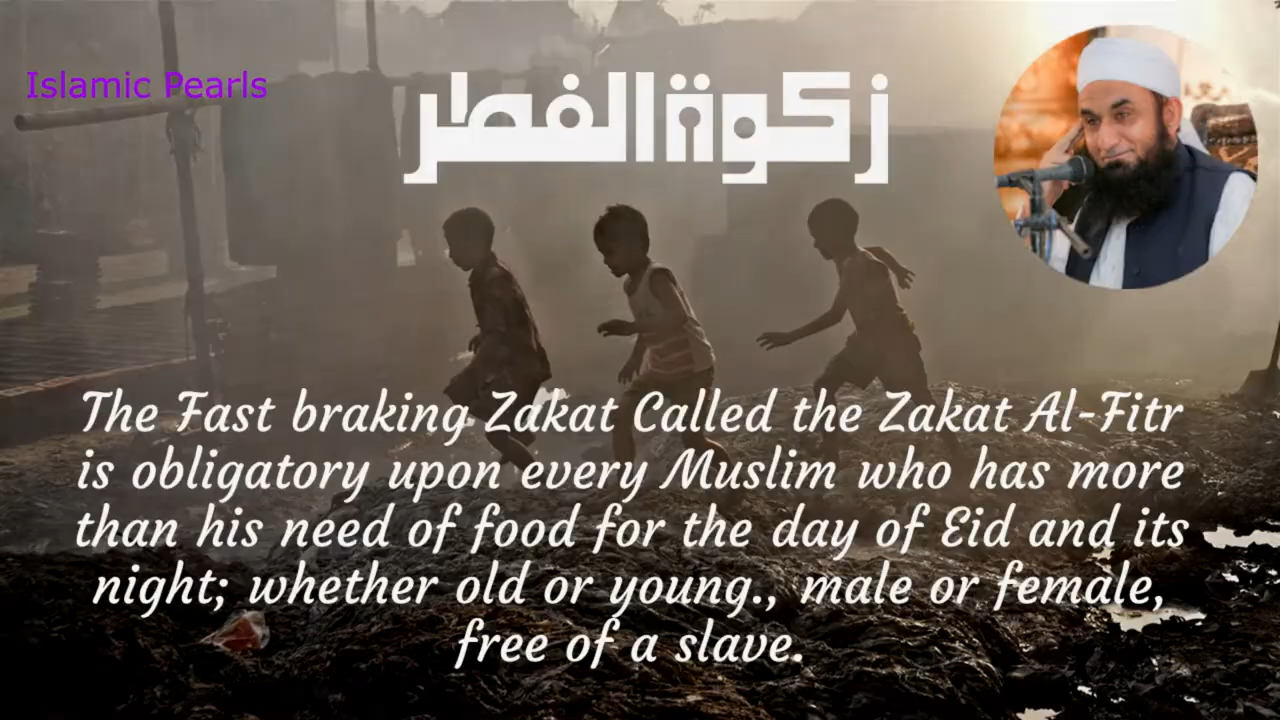 Islamic Pearls
زكوة الفطر
The Fast braking Zakat Called the Zakat Al-Fitr
is obligatory upon every Muslim who has more
than his need of food for the day of Eid and its
night; whether old or young., male or female,
free of a slave.